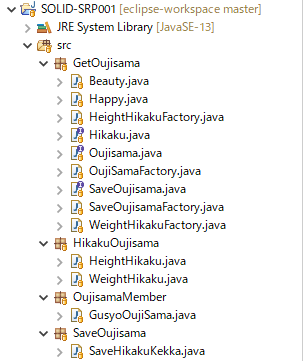 SOLID-SRP001 [eclipse-workspace master]
JRE System Library [JavaSE-13]
src
GetOujisama
Beauty.java
Happy.java
HeightHikakuFactory.java
Hikaku.java
Oujisama.java
OujiSamaFactory.java
SaveOujisama.java
SaveOujisamaFactory.java
WeightHikakuFactory.java
HikakuOujisama
HeightHikaku.java
WeightHikaku.java
OujisamaMember
GusyoOujiSama.java
SaveOujisama
SaveHikakuKekka.java